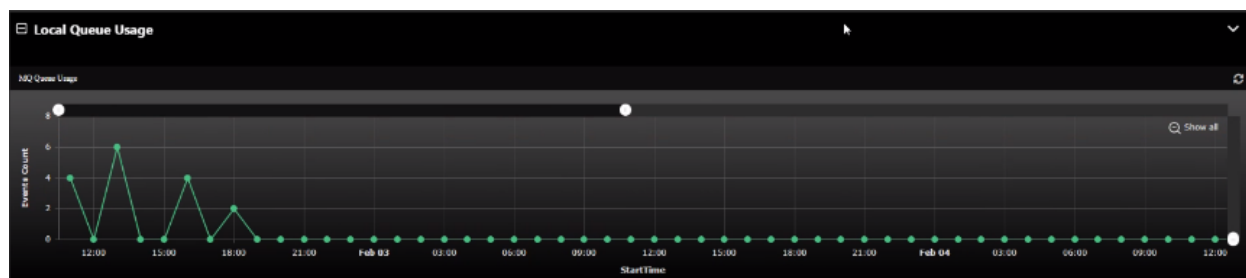 Local Queue Usage
MQ Queue Usage
Show all
8
6
4
2
0
Events Count
12:00 15:00 18:00 21:00 Feb 03 03:00 06:00 09:00 12:00 15:00 18:00 21:00 Feb 04 03:00 06:00 09:00 12:00
StartTime